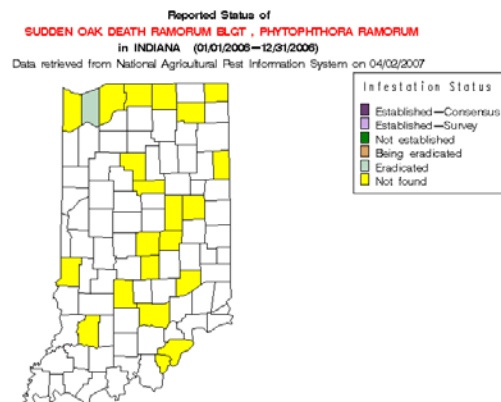 Reported Status of
SUDDEN OAK DEATH RAMORUM BLGT , PHYTOPHTHORA RAMORUM
in INDIANA (01/01/2006—12/31/2006)
Data retrieved from National Agricultural Pest Information System on 04/02/2007
Infestation Status
Established—Consensus
Established—Survey
Not established
Being eradicated
Eradicated
Not found